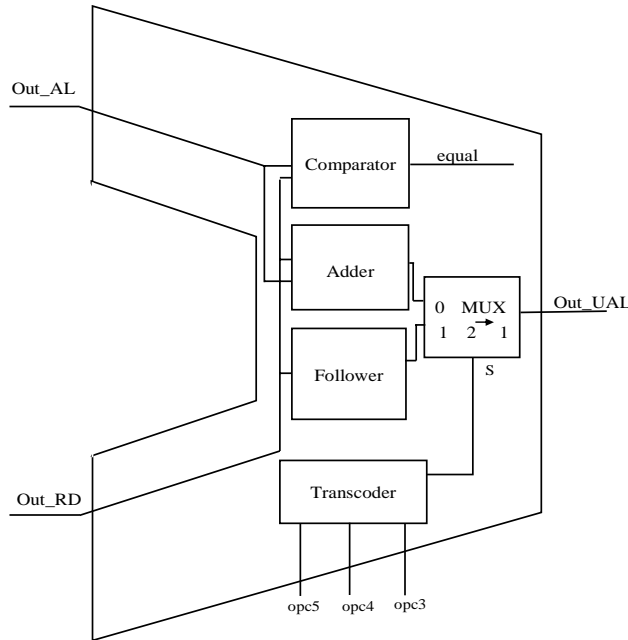 Out_AL
Comparator
equal
Adder
0 MUX
1 2 → 1
Out_UAL
Follower
S
Transcoder
Out_RD
opc5 opc4 opc3